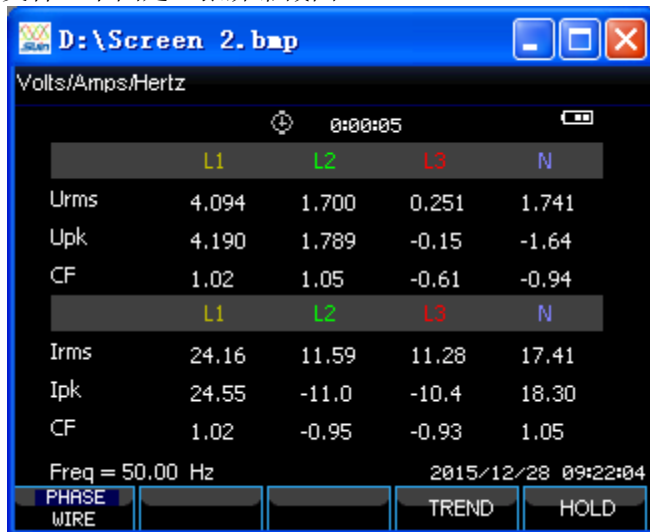 D:\Screen 2.bmp
Volts/Amps/Hertz
0:00:05
L1 L2 L3 N
Urms 4.094 1.700 0.251 1.741
Upk 4.190 1.789 -0.15 -1.64
CF 1.02 1.05 -0.61 -0.94
L1 L2 L3 N
Irms 24.16 11.59 11.28 17.41
Ipk 24.55 -11.0 -10.4 18.30
CF 1.02 -0.95 -0.93 1.05
Freq = 50.00 Hz 2015/12/28 09:22:04
PHASE TREND HOLD
WIRE